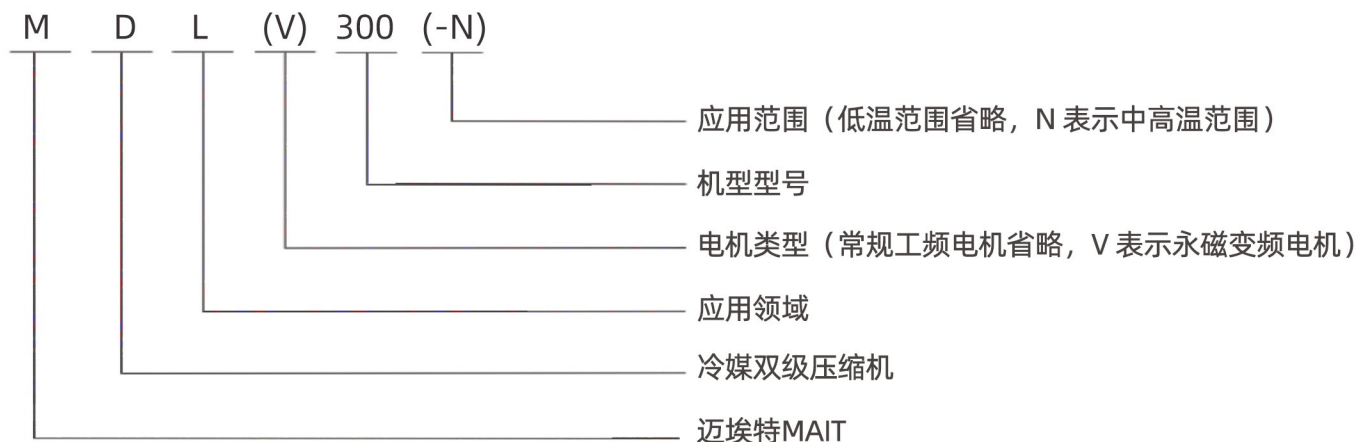 M D L (V) 300 (-N)
应用范围（低温范围省略，N 表示中高温范围）
机型型号
电机类型（常规工频电机省略，V 表示永磁变频电机）
应用领域
冷媒双级压缩机
迈埃特MAIT